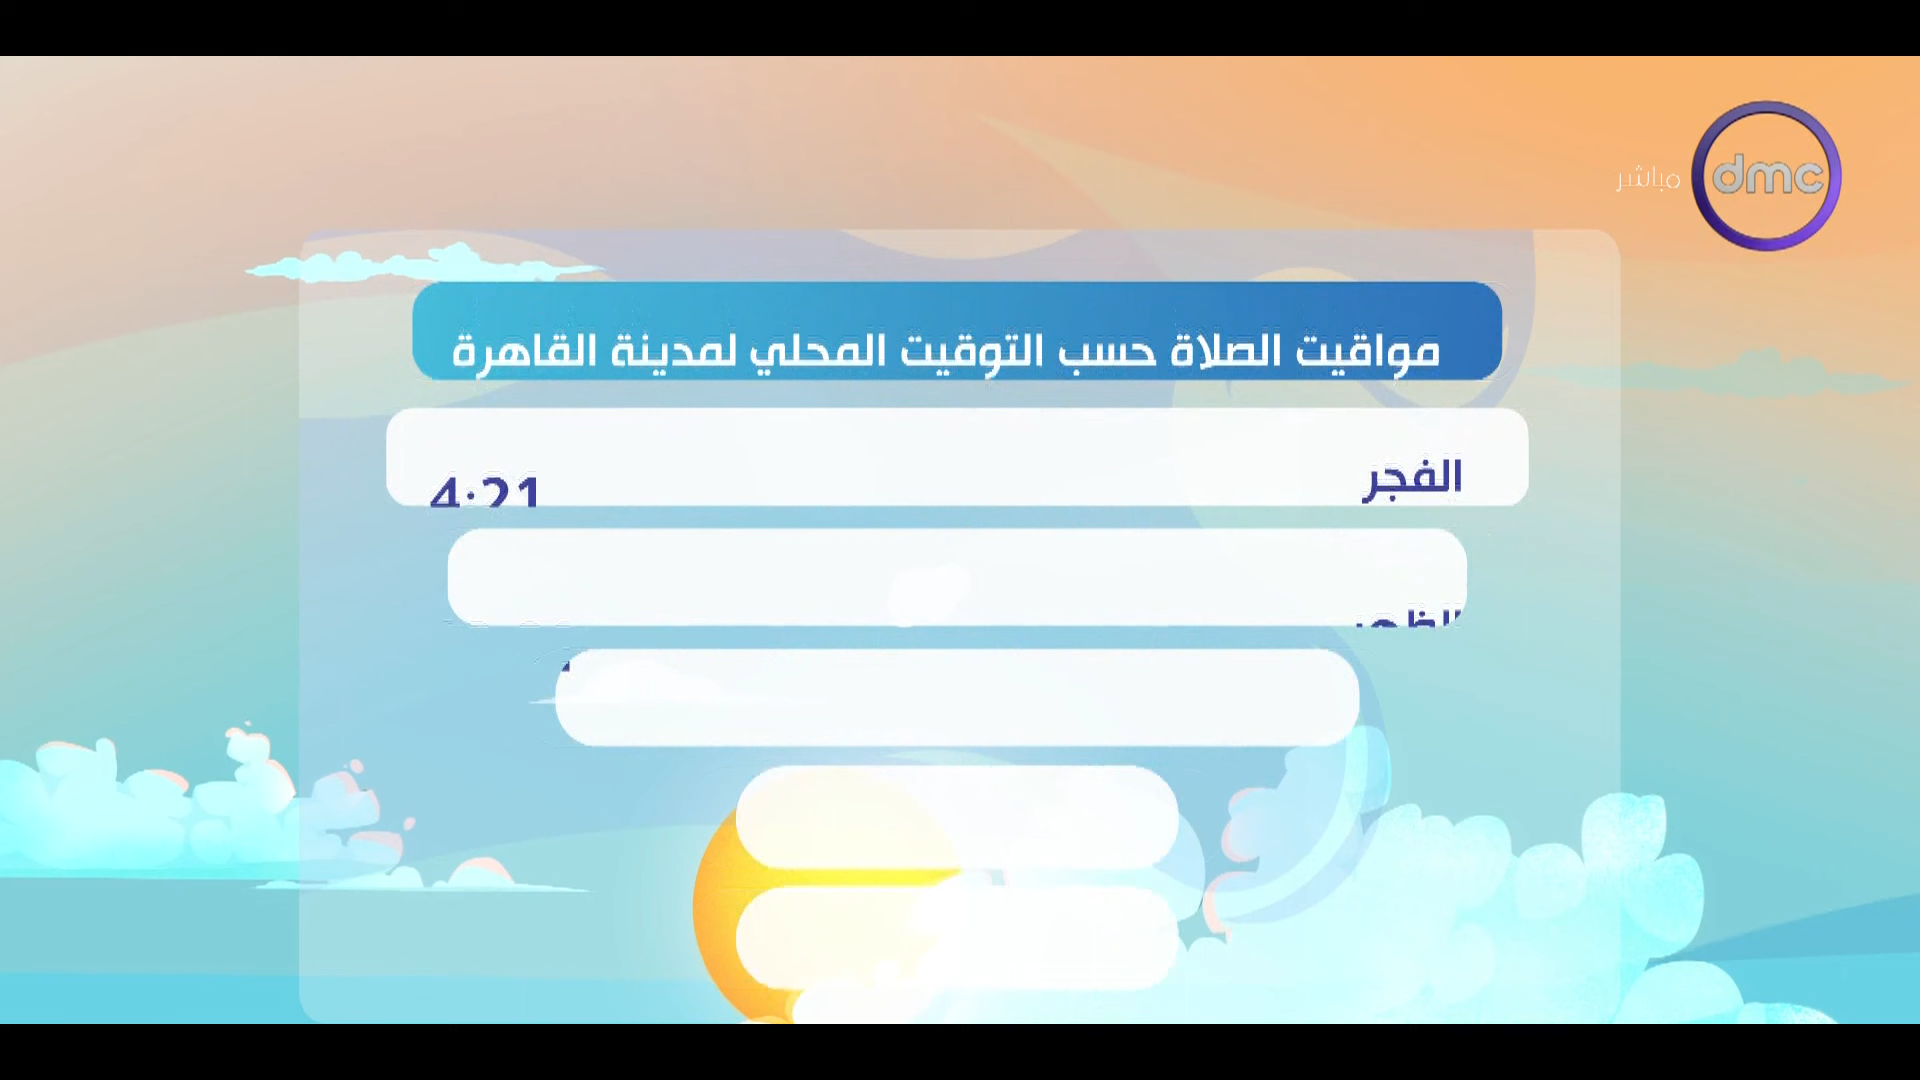 dmc
مباشر
مواقيت الصلاة حسب التوقيت المحلي لمدينة القاهرة
الفجر
4:21